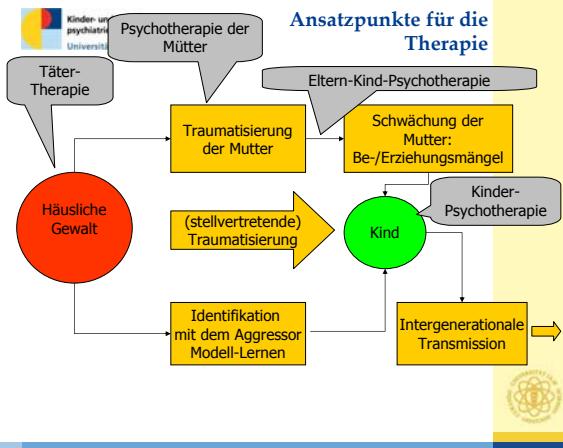 Kinder- un
psychiatri
Universitä
Ansatzpunkte für die
Therapie
Psychotherapie der
Mütter
Täter-
Therapie
Eltern-Kind-Psychotherapie
Traumatisierung
der Mutter
Schwächung der
Mutter:
Be-/Erziehungsmängel
Kinder-
Psychotherapie
Häusliche
Gewalt
(stellvertretende)
Traumatisierung
Kind
Identifikation
mit dem Aggressor
Modell-Lernen
Intergenerationale
Transmission